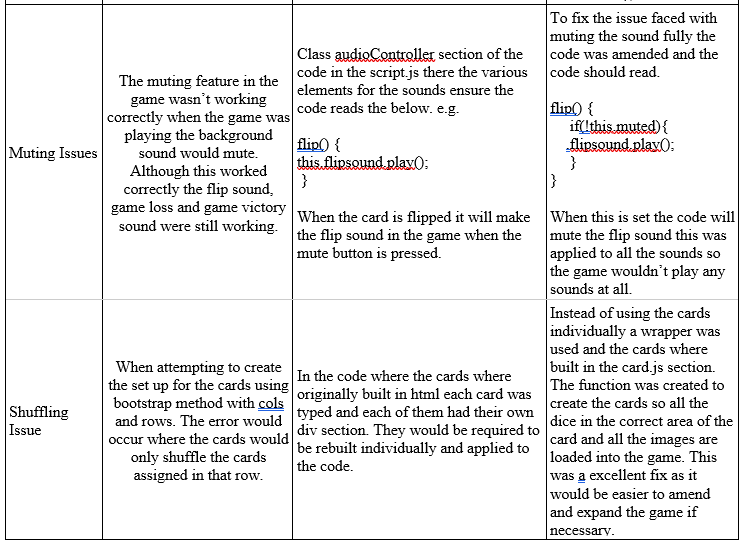 Muting Issues
The muting feature in the
game wasn't working
correctly when the game was
playing the background
sound would mute.
Although this worked
correctly the flip sound,
game loss and game victory
sound were still working.
Class audioController section of the
code in the script.js there the various
elements for the sounds ensure the
code reads the below. e.g.
flip() {
this.flipsound.play();
}
When the card is flipped it will make
the flip sound in the game when the
mute button is pressed.
To fix the issue faced with
muting the sound fully the
code was amended and the
code should read.
flip() {
if(!this.muted){
.flipsound.play();
}
}
When this is set the code will
mute the flip sound this was
applied to all the sounds so
the game wouldn't play any
sounds at all.
Shuffling
Issue
When attempting to create
the set up for the cards using
bootstrap method with cols
and rows. The error would
occur where the cards would
only shuffle the cards
assigned in that row.
In the code where the cards where
originally built in html each card was
typed and each of them had their own
div section. They would be required to
be rebuilt individually and applied to
the code.
Instead of using the cards
individually a wrapper was
used and the cards where
built in the card.js section.
The function was created to
create the cards so all the
dice in the correct area of the
card and all the images are
loaded into the game. This
was a excellent fix as it
would be easier to amend
and expand the game if
necessary.